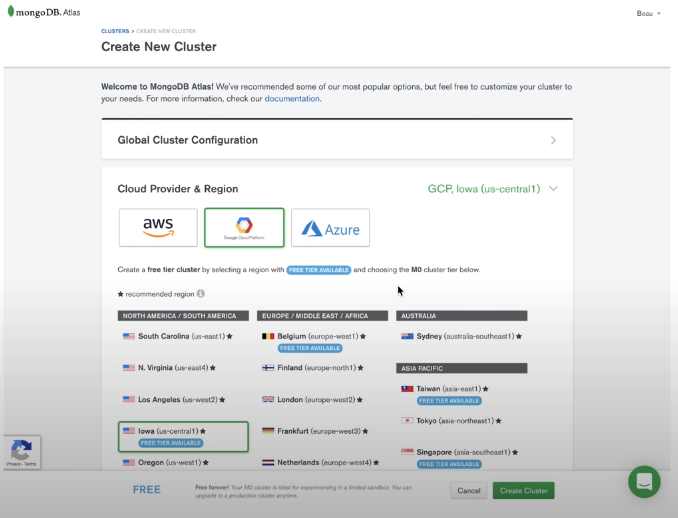 mongoDB. Atlas
Beau
CLUSTERS > CREATE NEW CLUSTER
Create New Cluster
Welcome to MongoDB Atlas! We've recommended some of our most popular options, but feel free to customize your cluster to
your needs. For more information, check our documentation.
Global Cluster Configuration
Cloud Provider & Region
GCP, Iowa (us-central1)
aws
Google Cloud Platform
Azure
Create a free tier cluster by selecting a region with FREE TIER AVAILABLE and choosing the M0 cluster tier below.
★ recommended region
NORTH AMERICA / SOUTH AMERICA
South Carolina (us-east1) ★
N. Virginia (us-east4) ★
Los Angeles (us-west2) ★
Iowa (us-central1) ★
FREE TIER AVAILABLE
Oregon (us-west1) ★
EUROPE / MIDDLE EAST / AFRICA
Belgium (europe-west1) ★
FREE TIER AVAILABLE
Finland (europe-north1) ★
London (europe-west2) ★
Frankfurt (europe-west3) ★
Netherlands (europe-west4) ★
AUSTRALIA
Sydney (australia-southeast1) ★
ASIA PACIFIC
Taiwan (asia-east1) ★
FREE TIER AVAILABLE
Tokyo (asia-northeast1) ★
Singapore (asia-southeast1) ★
FREE TIER AVAILABLE
Privacy - Terms
FREE
Free forever! Your M0 cluster is ideal for experimenting in a limited sandbox. You can
upgrade to a production cluster anytime.
Cancel
Create Cluster